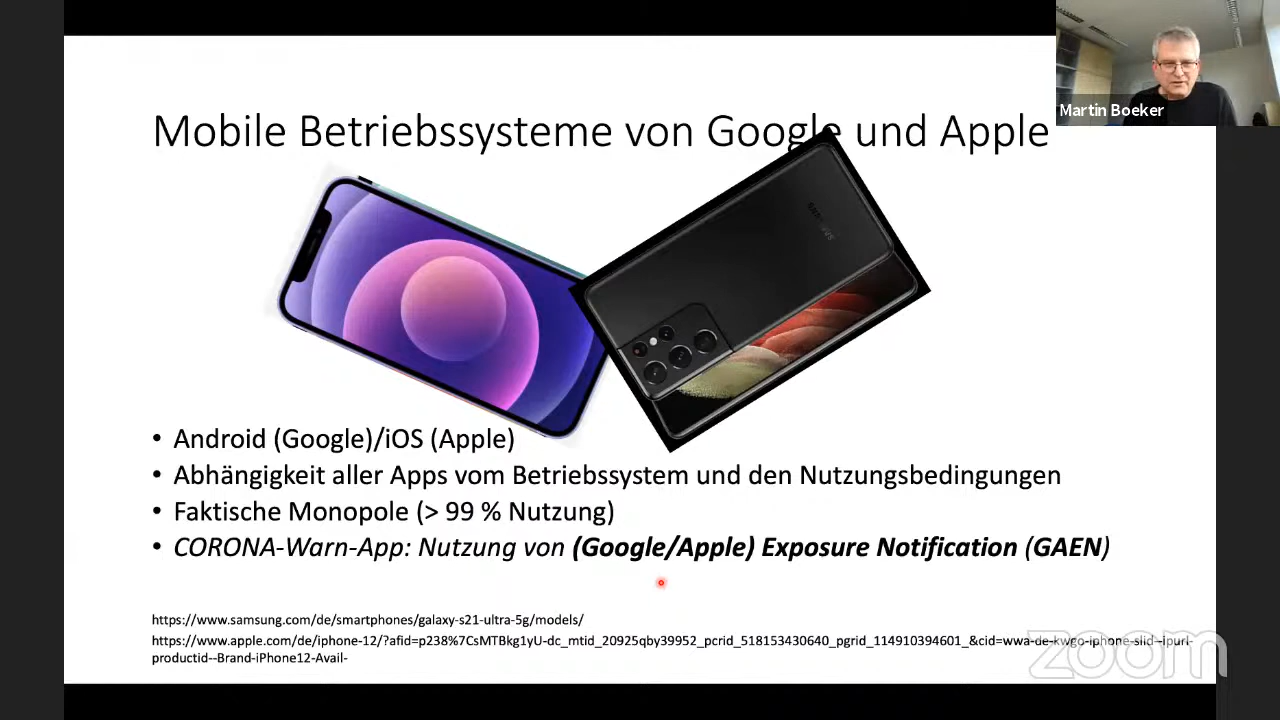 Martin Boeker
Mobile Betriebssysteme von Google und Apple
SAMSUNG
• Android (Google)/iOS (Apple)
• Abhängigkeit aller Apps vom Betriebssystem und den Nutzungsbedingungen
• Faktische Monopole (> 99 % Nutzung)
• CORONA-Warn-App: Nutzung von (Google/Apple) Exposure Notification (GAEN)
https://www.samsung.com/de/smartphones/galaxy-s21-ultra-5g/models/
https://www.apple.com/de/iphone-12/?afid=p238%7CsMTBkg1yU-dc_mtid_20925qby39952_pcrid_518153430640_pgrid_114910394601_&cid=wwa-de-kwgo-iphone-slid--ipurl-
productid--Brand-iPhone12-Avail-
zoom